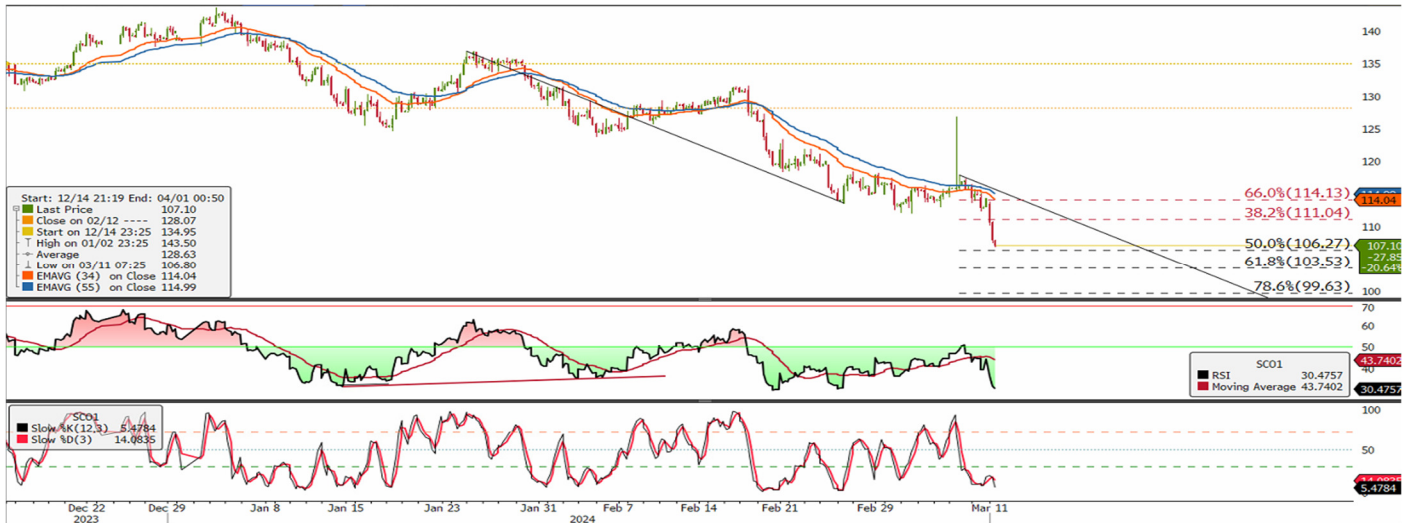 140
135
130
125
120
110
100
66.0%(114.13)
114.04
38.2%(111.04)
50.0%(106.27)
61.8%(103.53)
78.6%(99.63)
107.10
-27.85
-20.64%
Start: 12/14 21:19 End: 04/01 00:50
Last Price 107.10
Close on 02/12 ---- 128.07
Start on 12/14 23:25 134.95
High on 01/02 23:25 143.50
Average 128.63
Low on 03/11 07:25 106.80
EMAVG (34) on Close 114.04
EMAVG (55) on Close 114.99
70
60
50
40
43.7402
30.4757
SCO1
RSI 30.4757
Moving Average 43.7402
SCO1
Slow %K(12,3) 5.4784
Slow %D(3) 14.0835
100
50
14.0835
5.4784
Dec 22 Dec 29 Jan 8 Jan 15 Jan 23 Jan 31 Feb 7 Feb 14 Feb 21 Feb 29 Mar 11
2023 2024